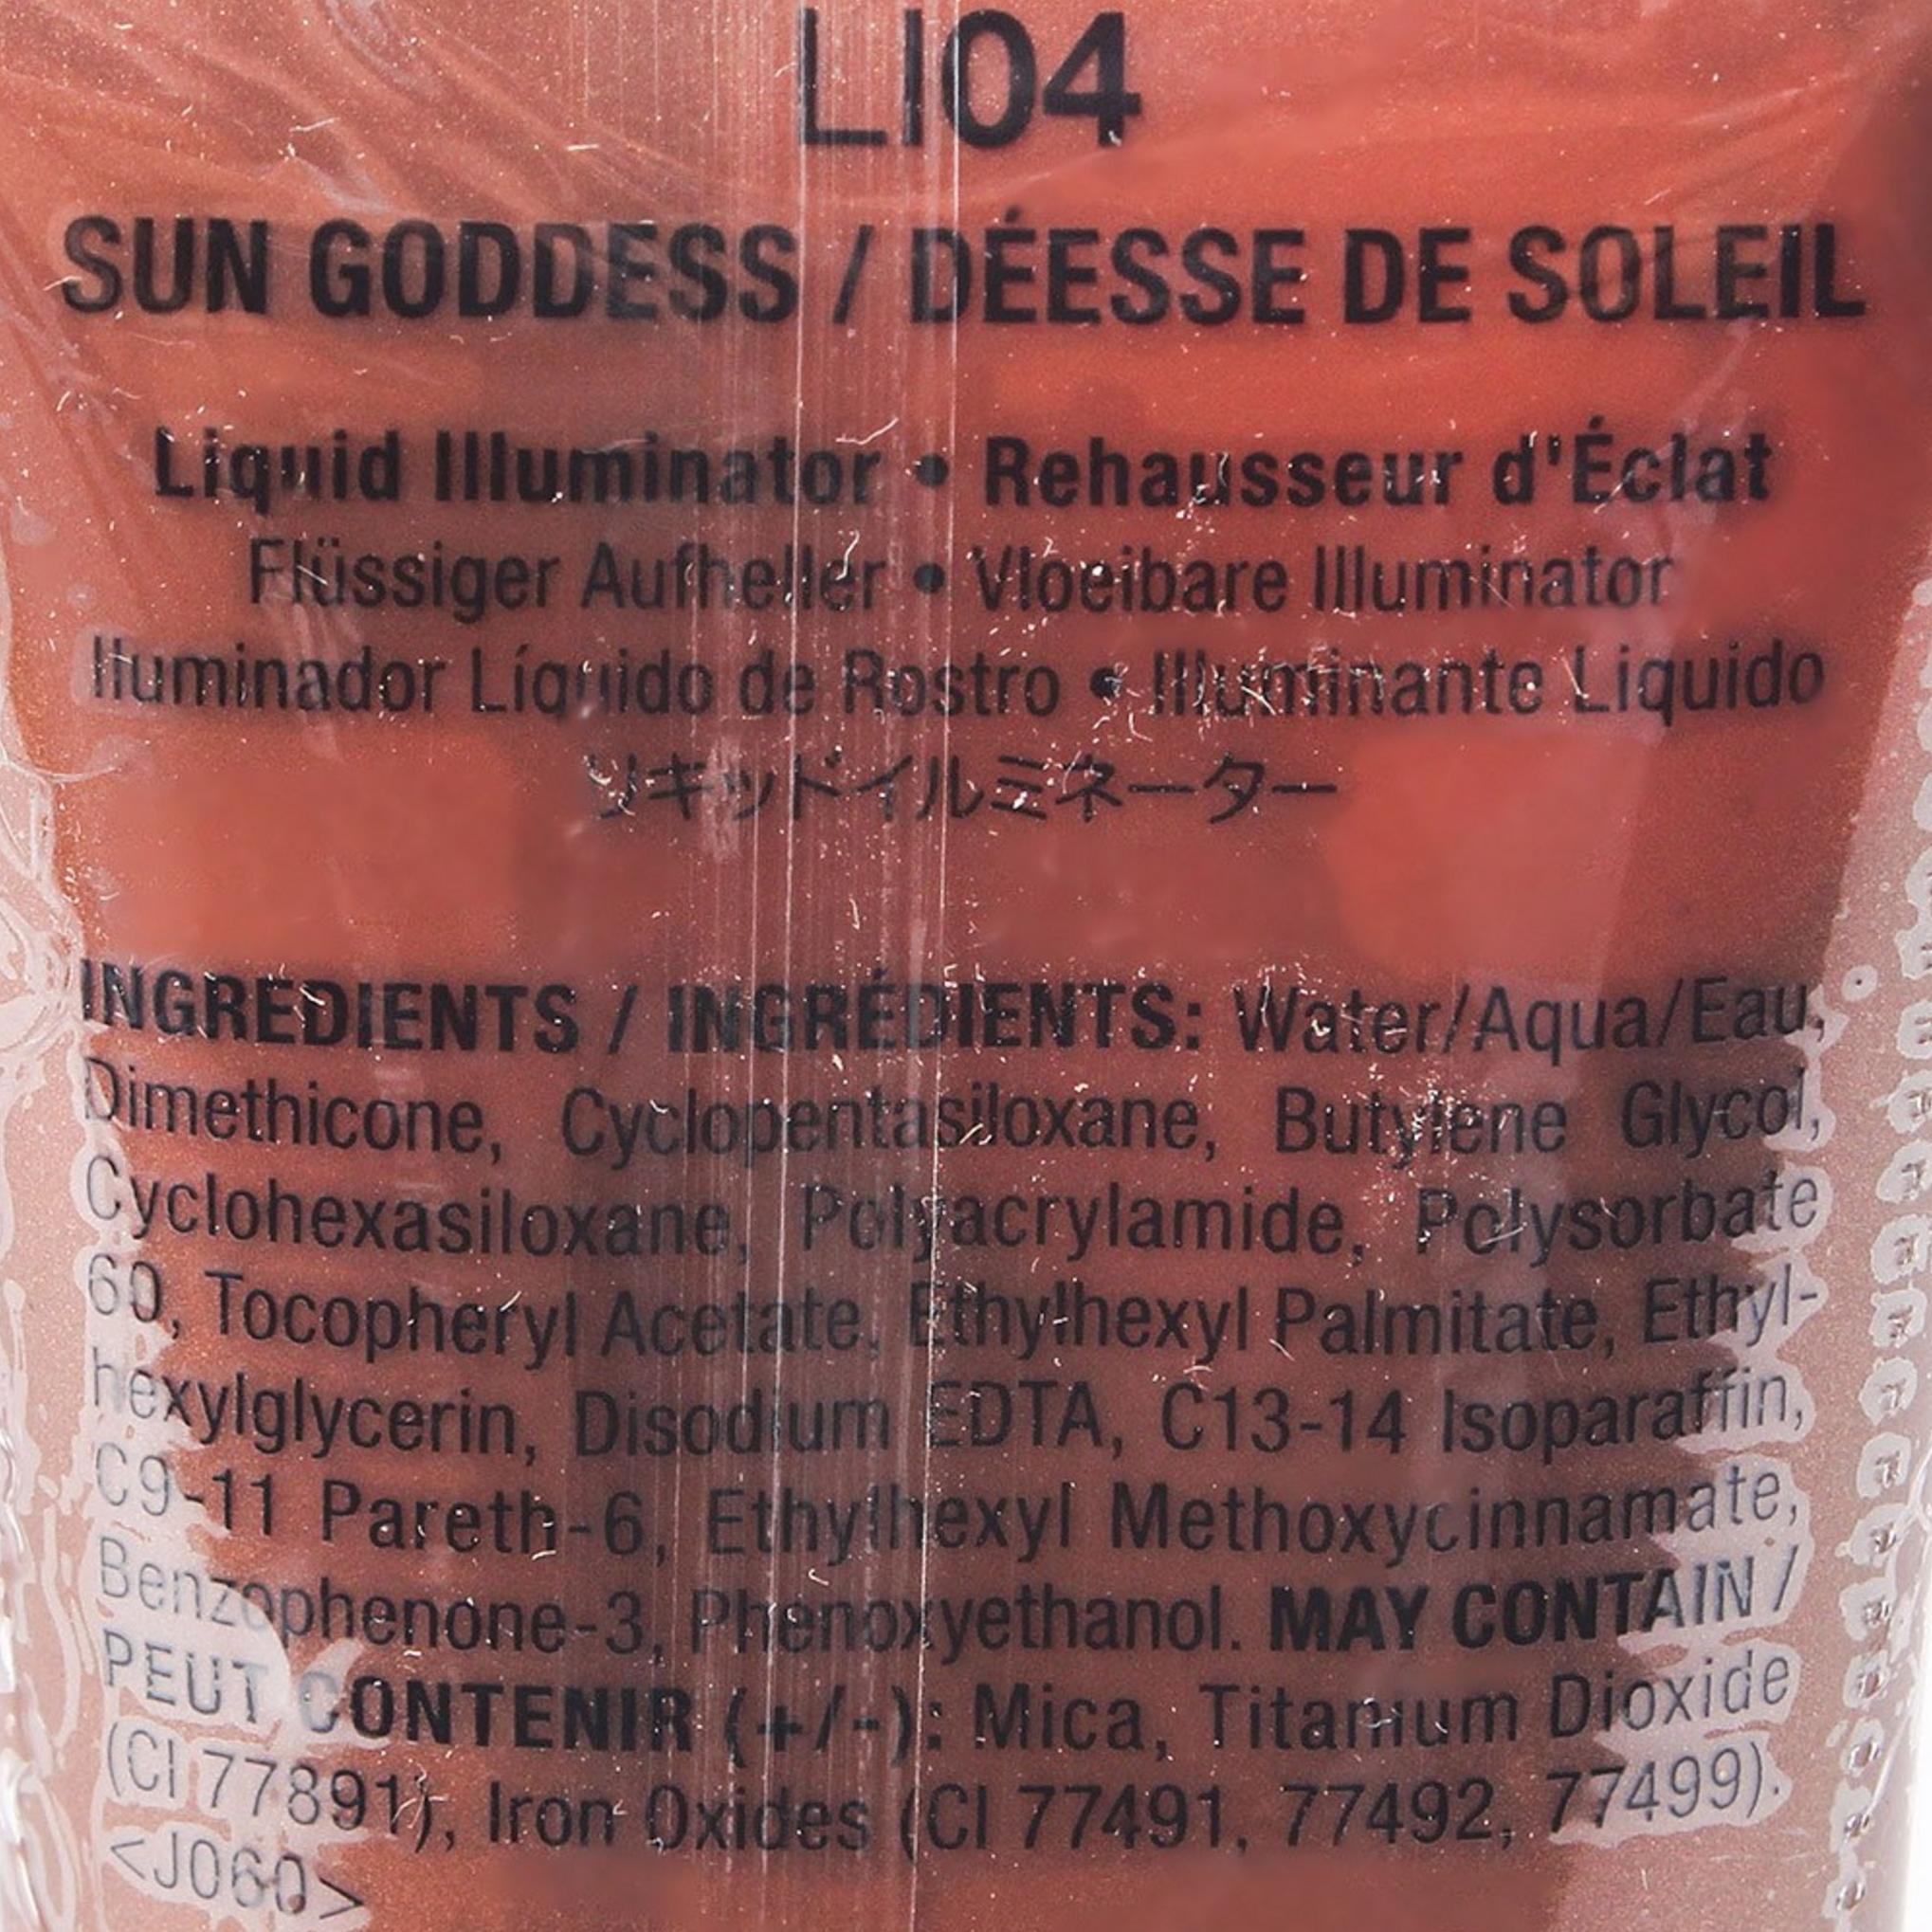 LI04
SUN GODDESS / DÉESSE DE SOLEIL
Liquid Illuminator • Rehausseur d'Éclat
Flüssiger Aufheller • Vloeibare Illuminator
Iluminador Líquido de Rostro • Illuminante Liquido
リキッドイルミネーター
INGREDIENTS / INGRÉDIENTS: Water/Aqua/Eau,
Dimethicone, Cyclopentasiloxane, Butylene Glycol,
Cyclohexasiloxane, Polyacrylamide, Polysorbate
60, Tocopheryl Acetate, Ethylhexyl Palmitate, Ethyl-
hexylglycerin, Disodium EDTA, C13-14 Isoparaffin,
C9-11 Pareth-6, Ethylhexyl Methoxycinnamate,
Benzophenone-3, Phenoxyethanol. MAY CONTAIN /
PEUT CONTENIR (+/-): Mica, Titanium Dioxide
(CI 77891), Iron Oxides (CI 77491, 77492, 77499).
<J060>